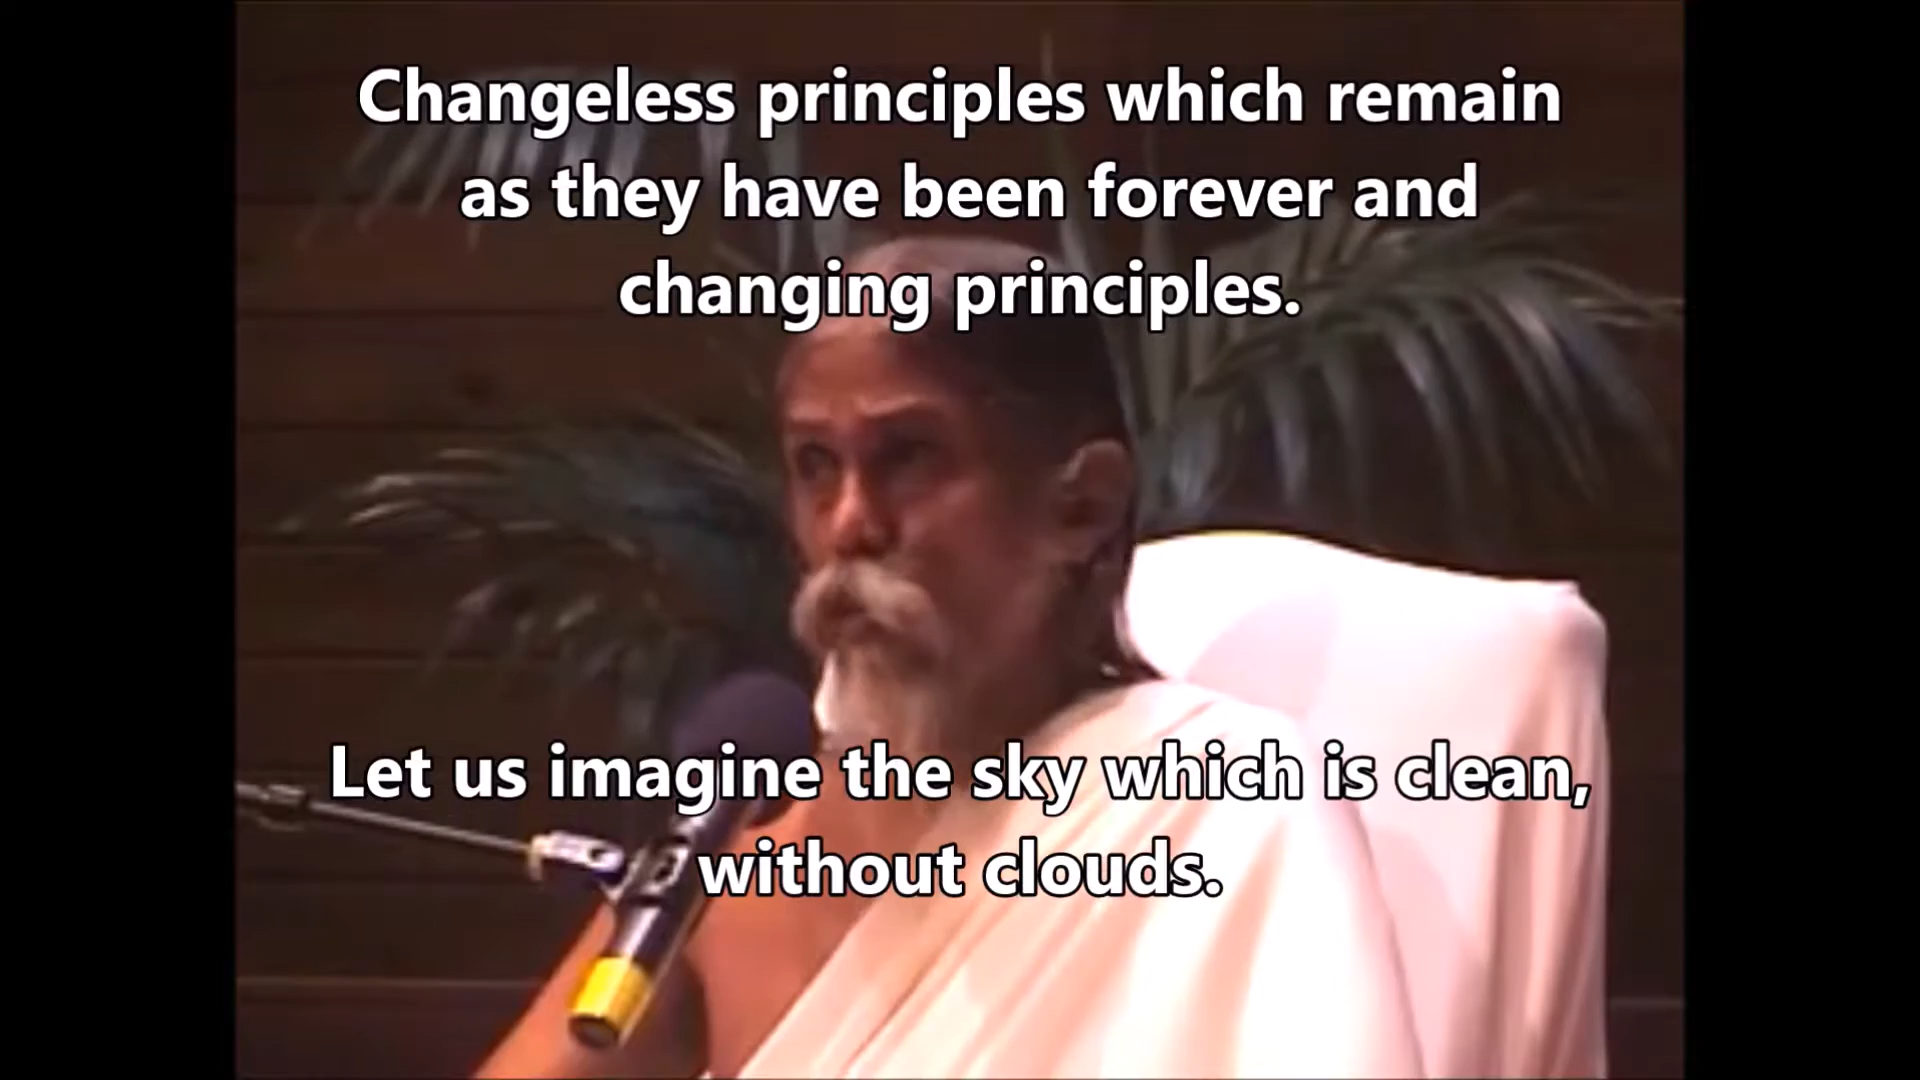 Changeless principles which remain
as they have been forever and
changing principles.
Let us imagine the sky which is clean,
without clouds.